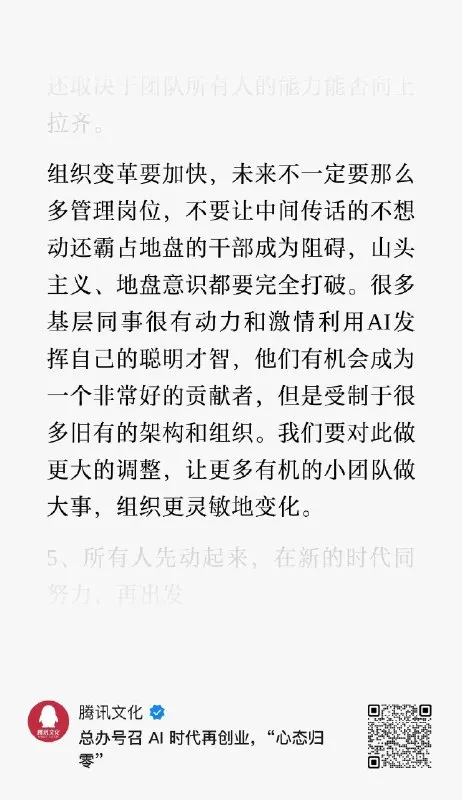 还取决于团队所有人的能力能否向上
拉齐。
组织变革要加快，未来不一定要那么
多管理岗位，不要让中间传话的不想
动还霸占地盘的干部成为阻碍，山头
主义、地盘意识都要完全打破。很多
基层同事很有动力和激情利用AI发
挥自己的聪明才智，他们有机会成为
一个非常好的贡献者，但是受制于很
多旧有的架构和组织。我们要对此做
更大的调整，让更多有机的小团队做
大事，组织更灵敏地变化。
5、所有人先动起来，在新的时代同
努力、再出发
腾讯文化
总办号召 AI 时代再创业，“心态归
零”
腾讯文化